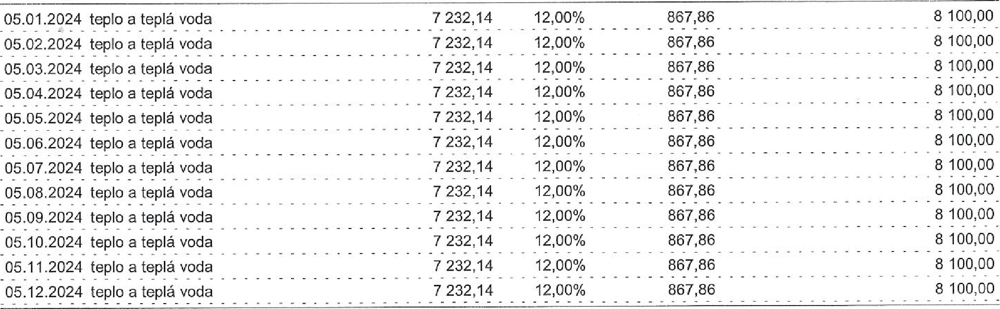 05.01.2024 teplo a teplá voda 7 232,14 12,00% 867,86 8 100,00
05.02.2024 teplo a teplá voda 7 232,14 12,00% 867,86 8 100,00
05.03.2024 teplo a teplá voda 7 232,14 12,00% 867,86 8 100,00
05.04.2024 teplo a teplá voda 7 232,14 12,00% 867,86 8 100,00
05.05.2024 teplo a teplá voda 7 232,14 12,00% 867,86 8 100,00
05.06.2024 teplo a teplá voda 7 232,14 12,00% 867,86 8 100,00
05.07.2024 teplo a teplá voda 7 232,14 12,00% 867,86 8 100,00
05.08.2024 teplo a teplá voda 7 232,14 12,00% 867,86 8 100,00
05.09.2024 teplo a teplá voda 7 232,14 12,00% 867,86 8 100,00
05.10.2024 teplo a teplá voda 7 232,14 12,00% 867,86 8 100,00
05.11.2024 teplo a teplá voda 7 232,14 12,00% 867,86 8 100,00
05.12.2024 teplo a teplá voda 7 232,14 12,00% 867,86 8 100,00